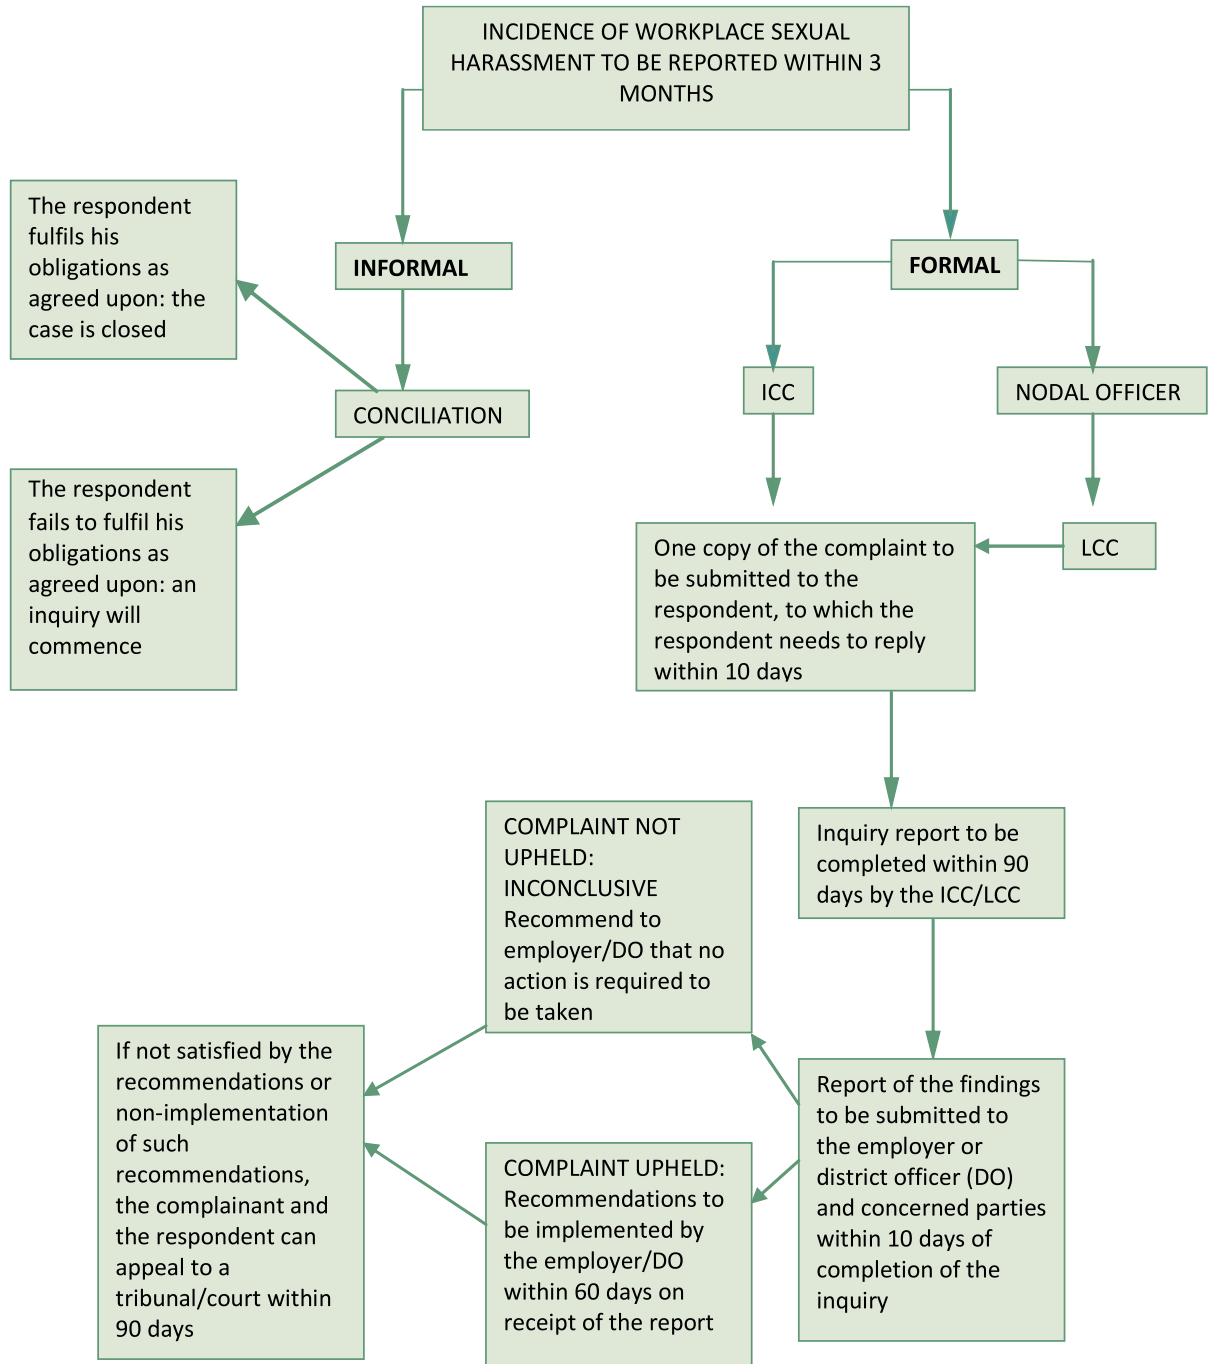 INCIDENCE OF WORKPLACE SEXUAL
HARASSMENT TO BE REPORTED WITHIN 3
MONTHS
The respondent
fulfils his
obligations as
agreed upon: the
case is closed
INFORMAL
FORMAL
CONCILIATION
ICC
NODAL OFFICER
The respondent
fails to fulfil his
obligations as
agreed upon: an
inquiry will
commence
One copy of the complaint to
be submitted to the
respondent, to which the
respondent needs to reply
within 10 days
LCC
Inquiry report to be
completed within 90
days by the ICC/LCC
COMPLAINT NOT
UPHELD:
INCONCLUSIVE
Recommend to
employer/DO that no
action is required to
be taken
Report of the findings
to be submitted to
the employer or
district officer (DO)
and concerned parties
within 10 days of
completion of the
inquiry
COMPLAINT UPHELD:
Recommendations to
be implemented by
the employer/DO
within 60 days on
receipt of the report
If not satisfied by the
recommendations or
non-implementation
of such
recommendations,
the complainant and
the respondent can
appeal to a
tribunal/court within
90 days